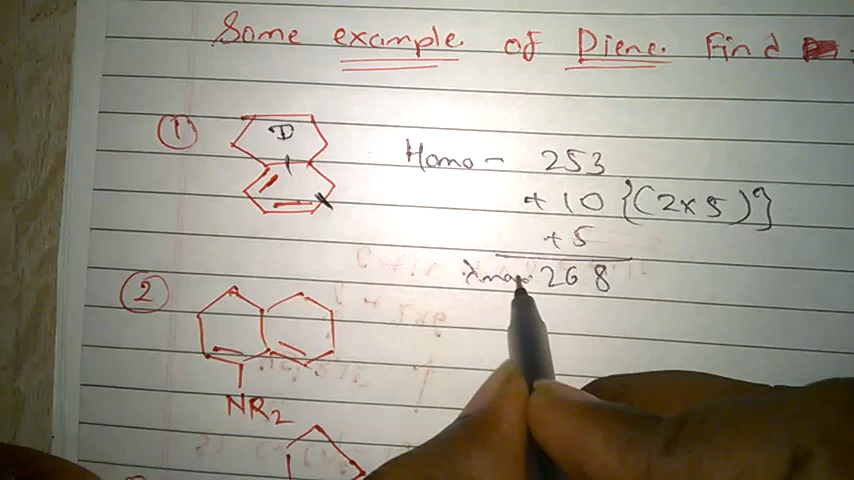 Some example of Diene. Find
① D Homo - 253
+ 10 {(2x5)}
+ 5
λmax 268
②
NR2